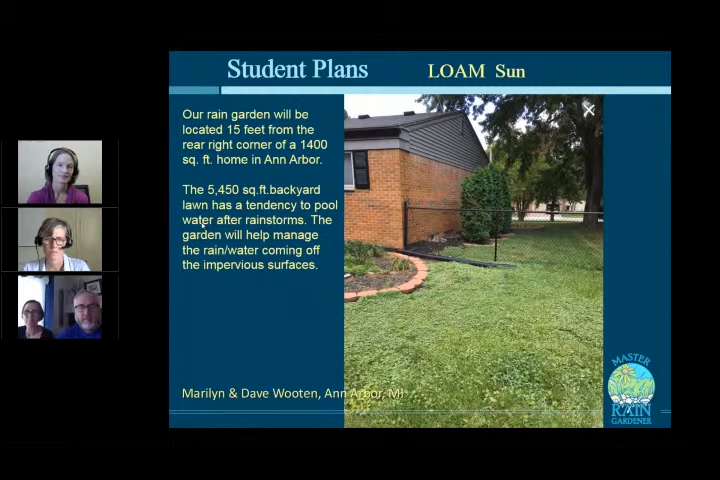 Student Plans LOAM Sun
Our rain garden will be
located 15 feet from the
rear right corner of a 1400
sq. ft. home in Ann Arbor.
The 5,450 sq.ft.backyard
lawn has a tendency to pool
water after rainstorms. The
garden will help manage
the rain/water coming off
the impervious surfaces.
Marilyn & Dave Wooten, Ann Arbor, MI
MASTER
RAIN
GARDENER